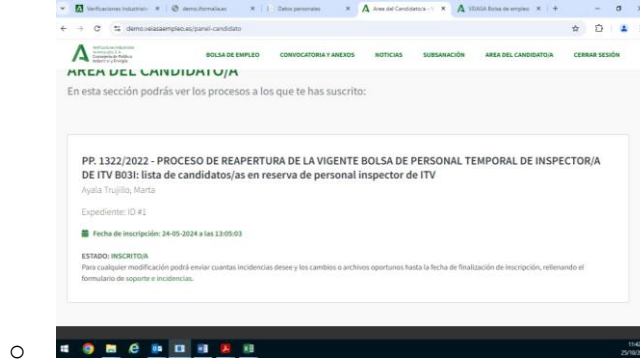 Verificaciones Industriales
demo.iformalia.es
Datos personales
Area del Candidato/a - V
VEIASA Bolsa de empleo
demo.veiasaempleo.es/panel-candidato
BOLSA DE EMPLEO CONVOCATORIA Y ANEXOS NOTICIAS SUBSANACIÓN AREA DEL CANDIDATO/A CERRAR SESIÓN
AREA DEL CANDIDATO/A
En esta sección podrás ver los procesos a los que te has suscrito:
PP. 1322/2022 - PROCESO DE REAPERTURA DE LA VIGENTE BOLSA DE PERSONAL TEMPORAL DE INSPECTOR/A
DE ITV B03I: lista de candidatos/as en reserva de personal inspector de ITV
Ayala Trujillo, Marta
Expediente: ID #1
Fecha de inscripción: 24-05-2024 a las 13:05:03
ESTADO: INSCRITO/A
Para cualquier modificación podrá enviar cuantas incidencias desee y los cambios o archivos oportunos hasta la fecha de finalización de inscripción, rellenando el
formulario de soporte e incidencias.